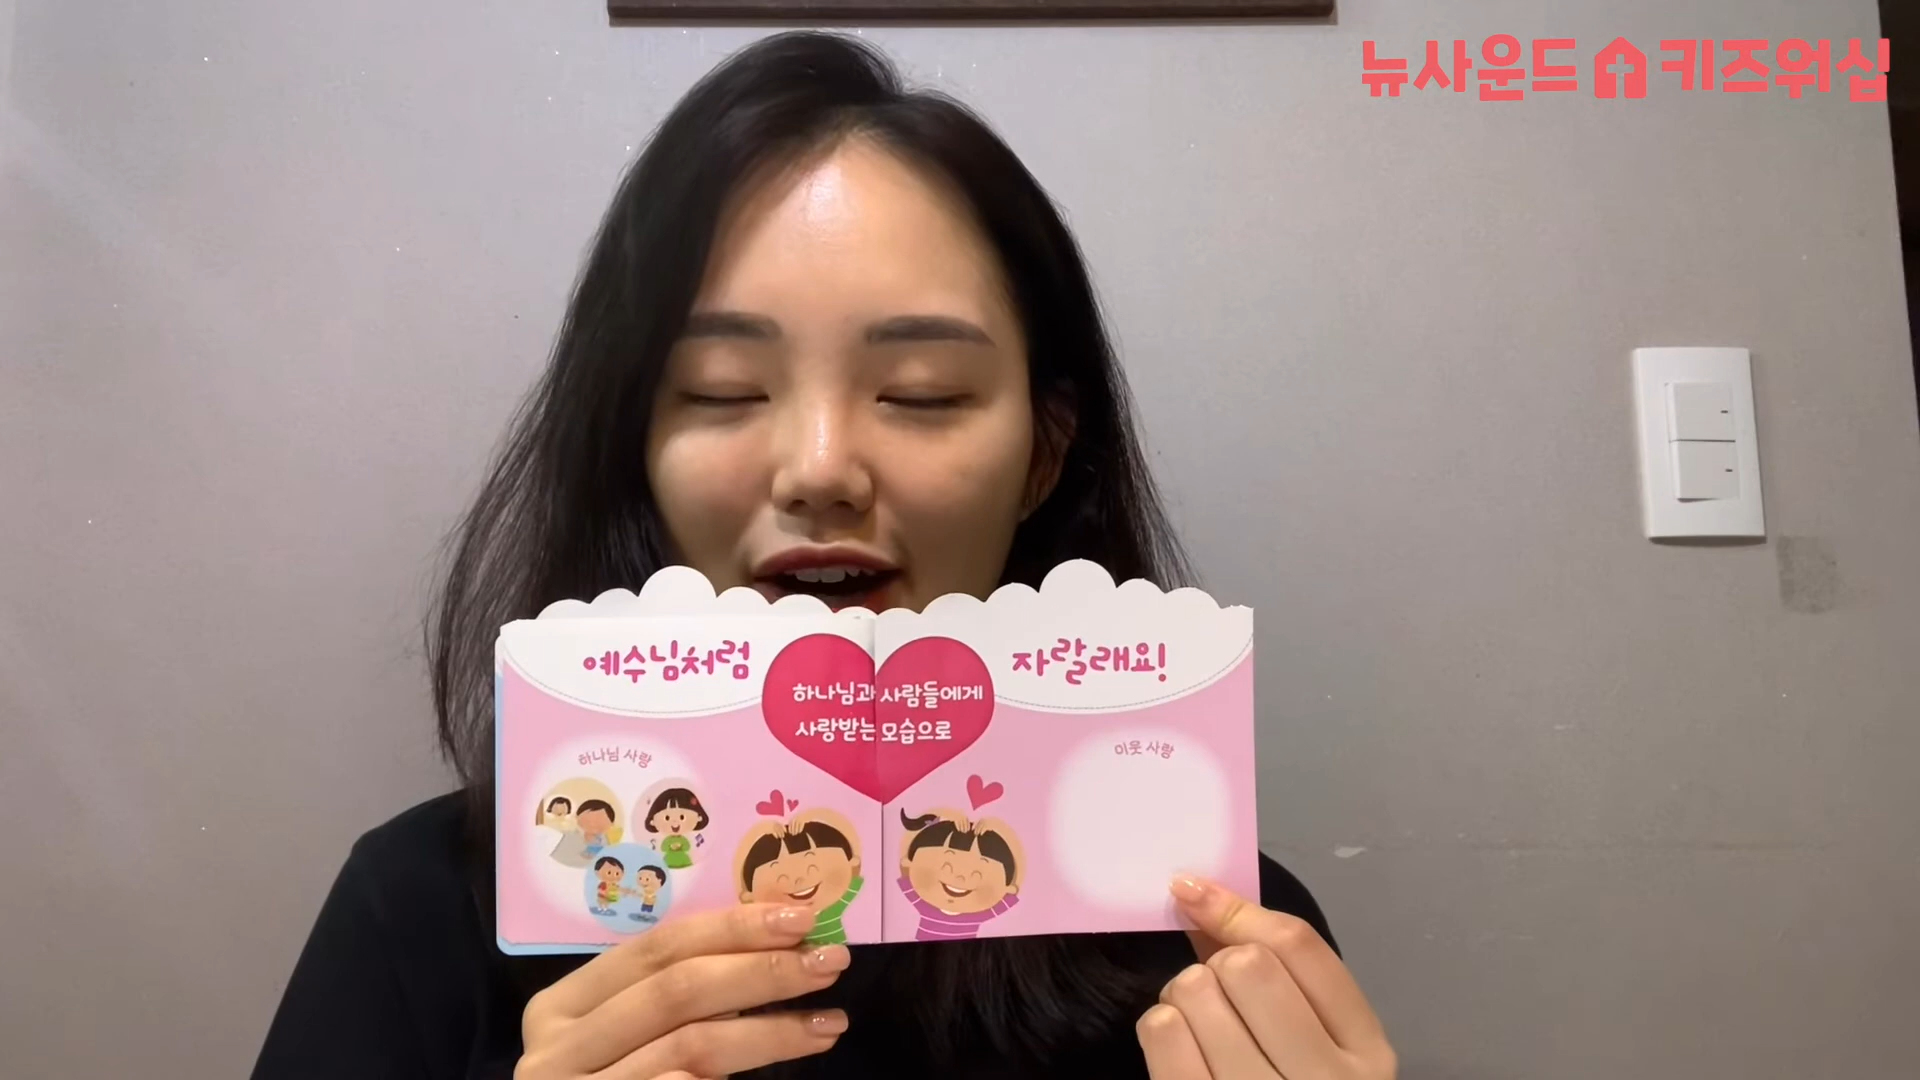 뉴사운드 키즈워십
예수님처럼
자랄래요!
하나님과 사람들에게
사랑받는 모습으로
하나님 사랑
이웃 사랑